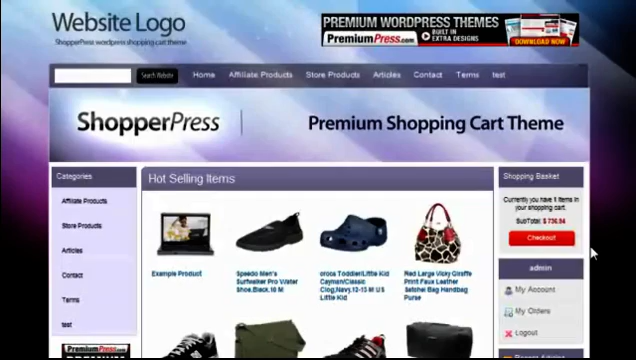 Website Logo
ShopperPress wordpress shopping cart theme
PREMIUM WORDPRESS THEMES
PremiumPress.com
BUILT IN
EXTRA DESIGNS
DOWNLOAD NOW
Search Website
Home
Affiliate Products
Store Products
Articles
Contact
Terms
test
ShopperPress
Premium Shopping Cart Theme
Categories
Affiliate Products
Store Products
Articles
Contact
Terms
test
PremiumPress.com
Hot Selling Items
Example Product
Speedo Men's
Surfwalker Pro Water
Shoe,Black,10 M
crocs Toddler/Little Kid
Cayman/Classic
Clog,Navy,12-13 M US
Little Kid
Red Large Vicky Giraffe
Print Faux Leather
Satchel Bag Handbag
Purse
Shopping Basket
Currently you have 5 items in
your shopping cart.
SubTotal: $ 736.94
Checkout
admin
My Account
My Orders
Logout